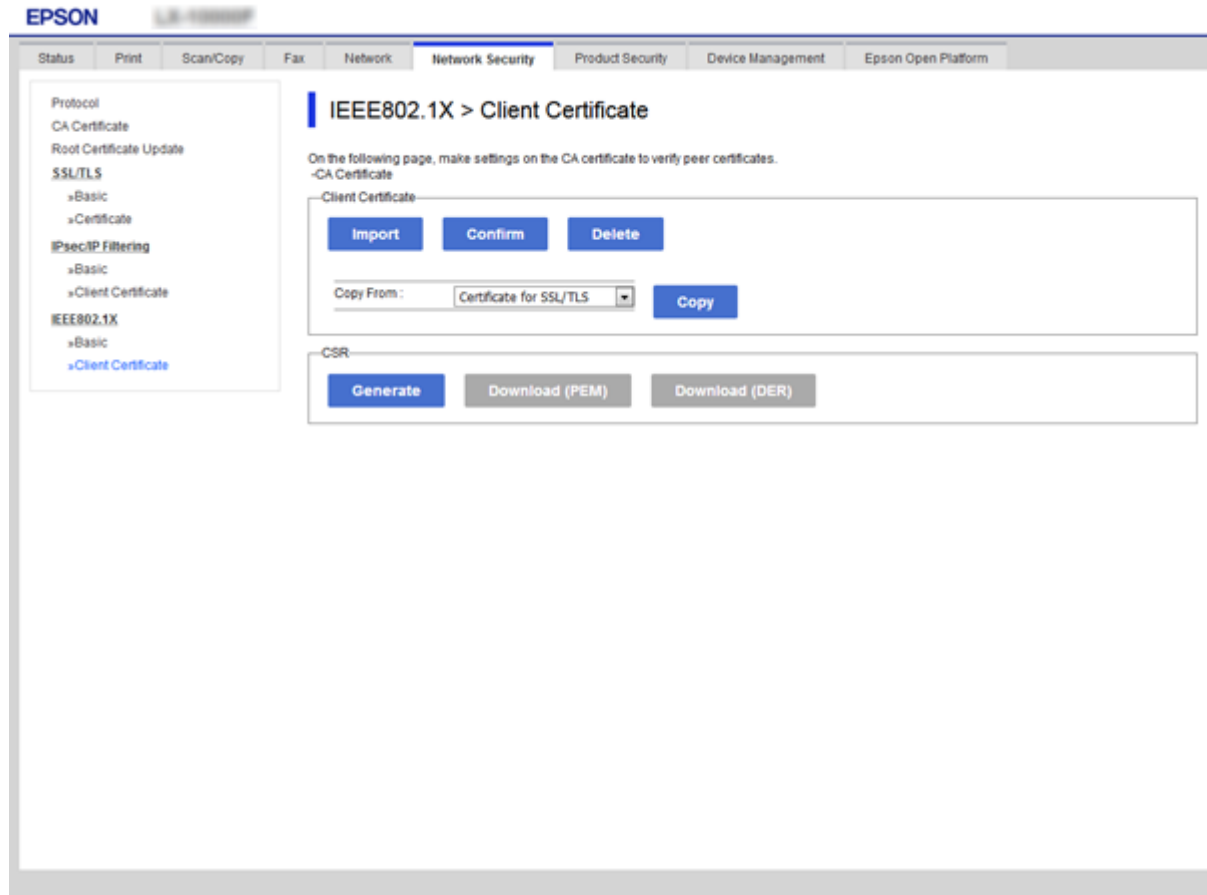 EPSON
Status Print Scan/Copy Fax Network Network Security Product Security Device Management Epson Open Platform
Protocol
CA Certificate
Root Certificate Update
SSL/TLS
»Basic
»Certificate
IPsec/IP Filtering
»Basic
»Client Certificate
IEEE802.1X
»Basic
»Client Certificate
IEEE802.1X > Client Certificate
On the following page, make settings on the CA certificate to verify peer certificates.
-CA Certificate
Client Certificate
Import Confirm Delete
Copy From : Certificate for SSL/TLS Copy
CSR
Generate Download (PEM) Download (DER)